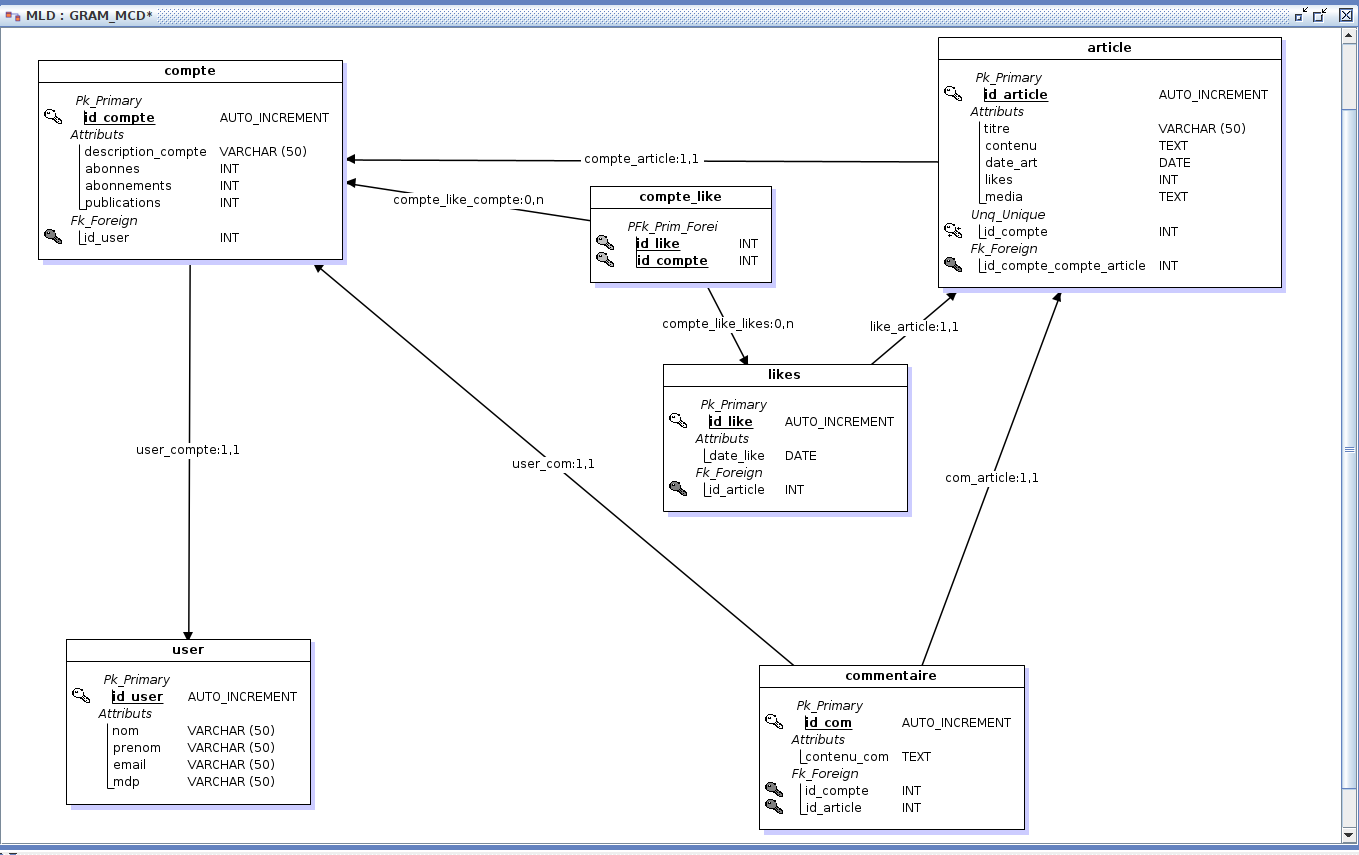 MLD : GRAM_MCD*
compte
Pk_Primary
id_compte AUTO_INCREMENT
Attributs
description_compte VARCHAR (50)
abonnes INT
abonnements INT
publications INT
Fk_Foreign
id_user INT
article
Pk_Primary
id_article AUTO_INCREMENT
Attributs
titre VARCHAR (50)
contenu TEXT
date_art DATE
likes INT
media TEXT
Unq_Unique
id_compte INT
Fk_Foreign
id_compte_compte_article INT
compte_article:1,1
compte_like_compte:0,n
compte_like
PFk_Prim_Forei
id_like INT
id_compte INT
compte_like_likes:0,n
like_article:1,1
likes
Pk_Primary
id_like AUTO_INCREMENT
Attributs
date_like DATE
Fk_Foreign
id_article INT
user_compte:1,1
user_com:1,1
com_article:1,1
user
Pk_Primary
id_user AUTO_INCREMENT
Attributs
nom VARCHAR (50)
prenom VARCHAR (50)
email VARCHAR (50)
mdp VARCHAR (50)
commentaire
Pk_Primary
id_com AUTO_INCREMENT
Attributs
contenu_com TEXT
Fk_Foreign
id_compte INT
id_article INT